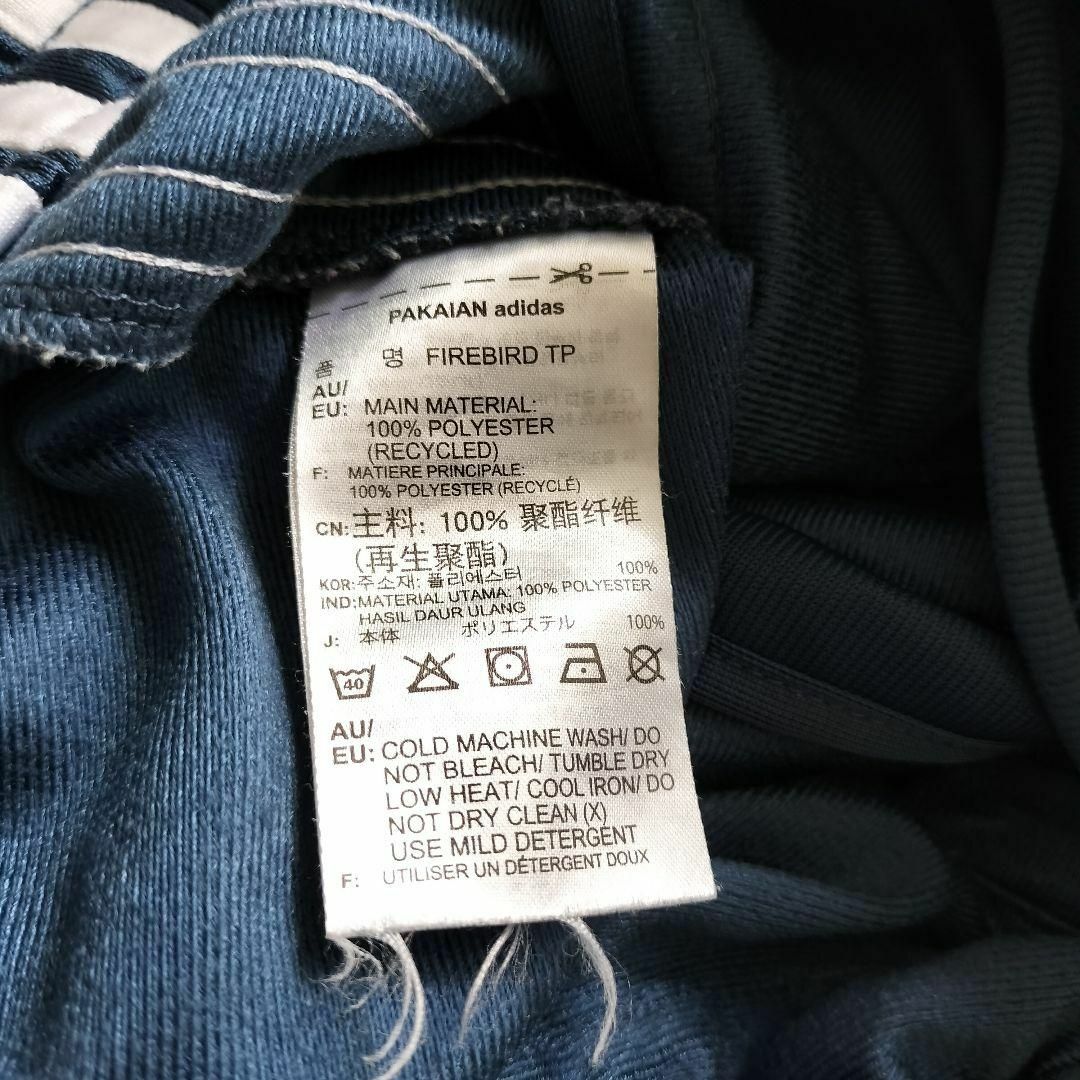 PAKAIAN adidas
품 명 FIREBIRD TP
AU/
EU: MAIN MATERIAL:
100% POLYESTER
(RECYCLED)
F: MATIERE PRINCIPALE:
100% POLYESTER (RECYCLÉ)
CN: 主料: 100% 聚酯纤维
(再生聚酯)
KOR: 주소재: 폴리에스터 100%
IND: MATERIAL UTAMA: 100% POLYESTER
HASIL DAUR ULANG
J: 本体 ポリエステル 100%
40
AU/
EU: COLD MACHINE WASH/ DO
NOT BLEACH/ TUMBLE DRY
LOW HEAT/ COOL IRON/ DO
NOT DRY CLEAN (X)
USE MILD DETERGENT
F: UTILISER UN DÉTERGENT DOUX